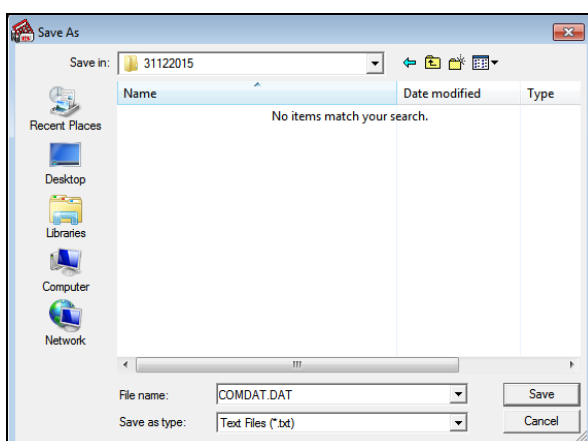 Save As
Save in: 31122015
Name Date modified Type
No items match your search.
Recent Places
Desktop
Libraries
Computer
Network
File name: COMDAT.DAT Save
Save as type: Text Files (*.txt) Cancel